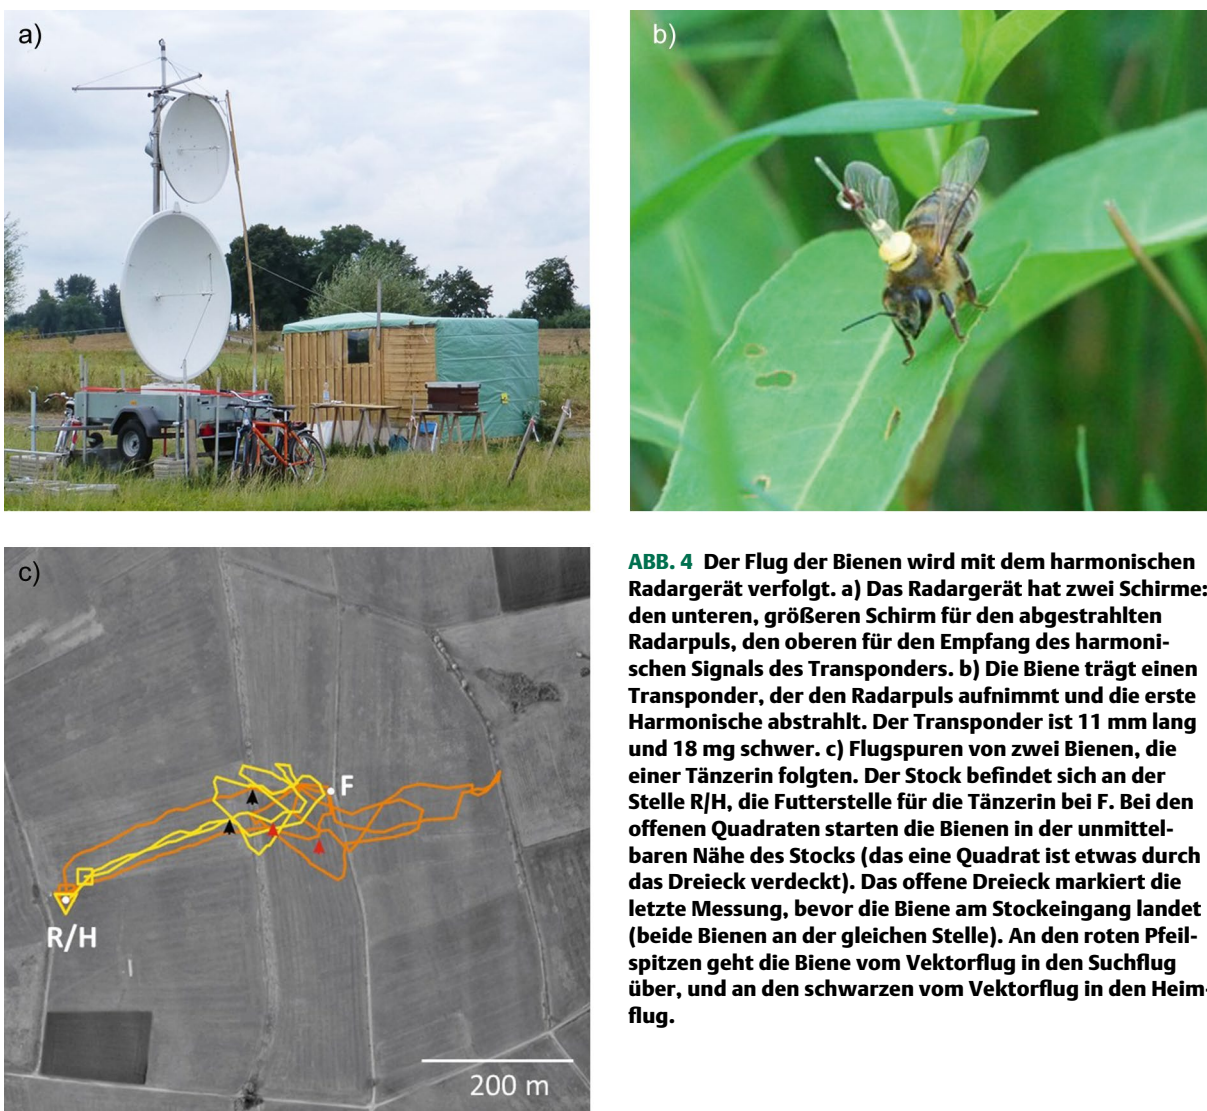 a)
b)
c)
F
R/H
200 m
ABB. 4 Der Flug der Bienen wird mit dem harmonischen
Radargerät verfolgt. a) Das Radargerät hat zwei Schirme:
den unteren, größeren Schirm für den abgestrahlten
Radarpuls, den oberen für den Empfang des harmoni-
schen Signals des Transponders. b) Die Biene trägt einen
Transponder, der den Radarpuls aufnimmt und die erste
Harmonische abstrahlt. Der Transponder ist 11 mm lang
und 18 mg schwer. c) Flugspuren von zwei Bienen, die
einer Tänzerin folgten. Der Stock befindet sich an der
Stelle R/H, die Futterstelle für die Tänzerin bei F. Bei den
offenen Quadraten starten die Bienen in der unmittel-
baren Nähe des Stocks (das eine Quadrat ist etwas durch
das Dreieck verdeckt). Das offene Dreieck markiert die
letzte Messung, bevor die Biene am Stockeingang landet
(beide Bienen an der gleichen Stelle). An den roten Pfeil-
spitzen geht die Biene vom Vektorflug in den Suchflug
über, und an den schwarzen vom Vektorflug in den Heim-
flug.